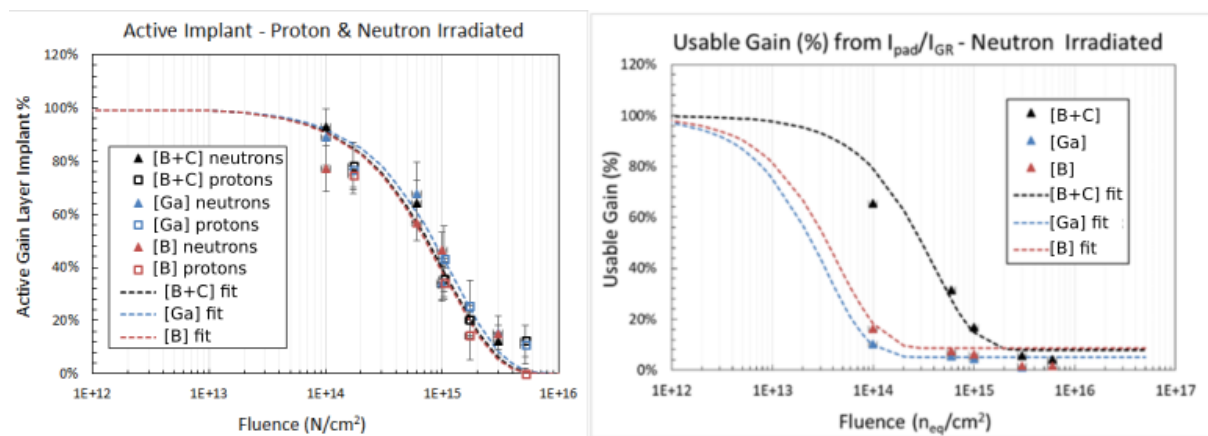 Active Implant - Proton & Neutron Irradiated
Active Gain Layer Implant %
120%
100%
80%
60%
40%
20%
0%
[B+C] neutrons
[B+C] protons
[Ga] neutrons
[Ga] protons
[B] neutrons
[B] protons
[B+C] fit
[Ga] fit
[B] fit
1E+12 1E+13 1E+14 1E+15 1E+16
Fluence (N/cm²)
Usable Gain (%) from I_pad/I_GR - Neutron Irradiated
Usable Gain (%)
120%
100%
80%
60%
40%
20%
0%
[B+C]
[Ga]
[B]
[B+C] fit
[Ga] fit
[B] fit
1E+12 1E+13 1E+14 1E+15 1E+16 1E+17
Fluence (n_eq/cm²)